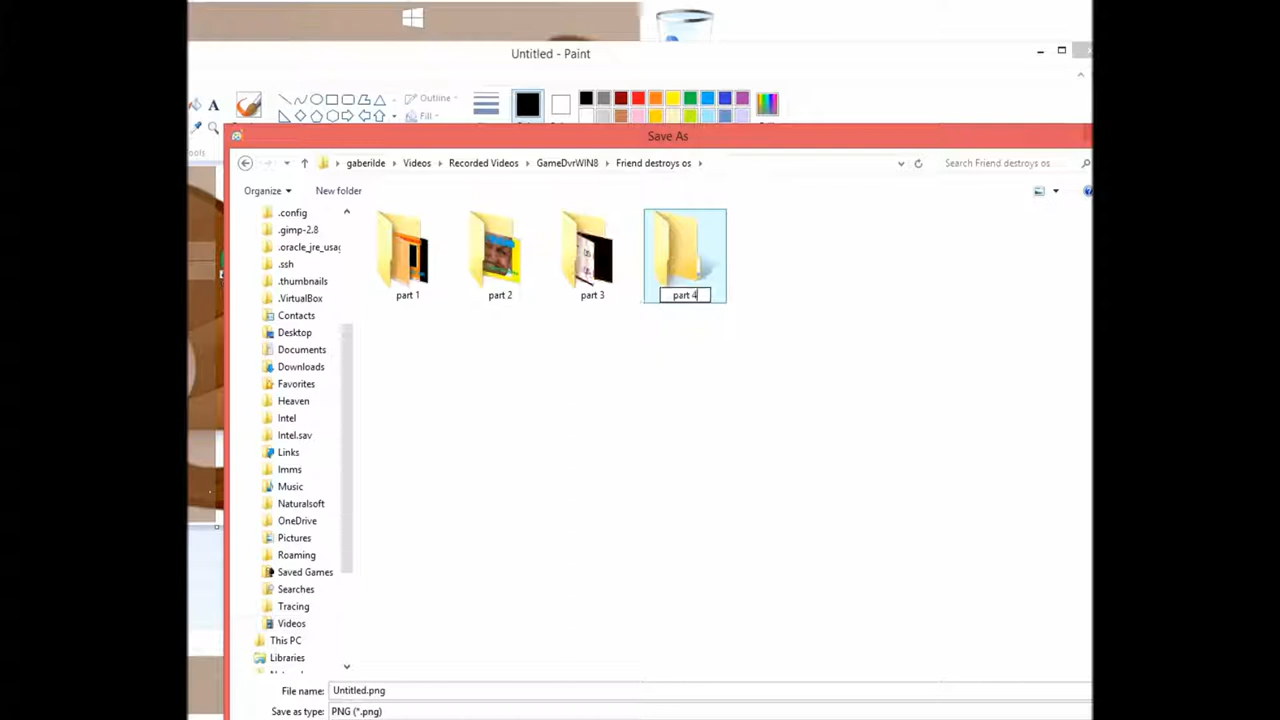 Untitled - Paint
A
Outline
Fill
ools
Save As
gaberilde Videos Recorded Videos GameDvrWIN8 Friend destroys os
Search Friend destroys os
Organize
New folder
.config
.gimp-2.8
.oracle_jre_usag
.ssh
.thumbnails
.VirtualBox
Contacts
Desktop
Documents
Downloads
Favorites
Heaven
Intel
Intel.sav
Links
Imms
Music
Naturalsoft
OneDrive
Pictures
Roaming
Saved Games
Searches
Tracing
Videos
This PC
Libraries
part 1
part 2
part 3
part 4
File name: Untitled.png
Save as type: PNG (*.png)